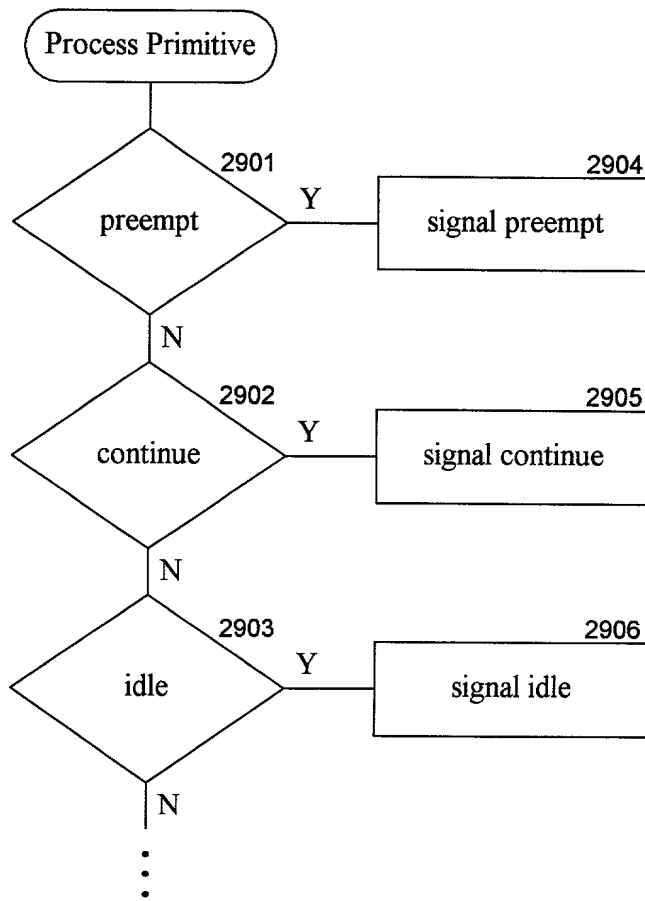 Process Primitive
2901
2904
preempt
Y
signal preempt
N
2902
2905
continue
Y
signal continue
N
2903
2906
idle
Y
signal idle
N